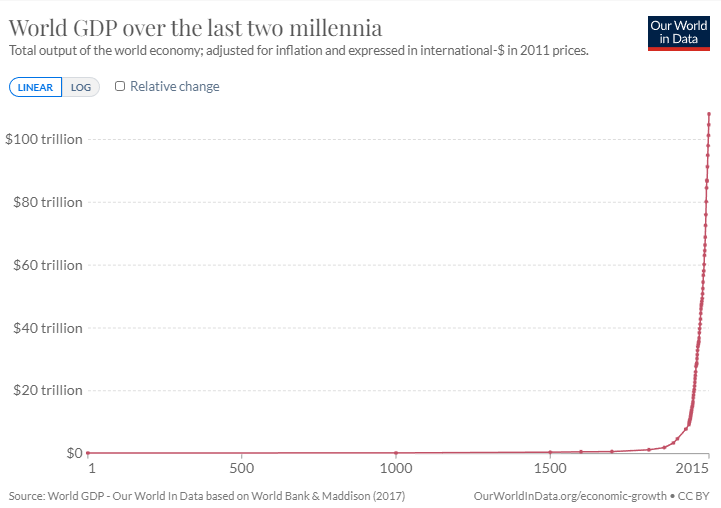 World GDP over the last two millennia
Total output of the world economy; adjusted for inflation and expressed in international-$ in 2011 prices.
Our World
in Data
LINEAR LOG Relative change
$100 trillion
$80 trillion
$60 trillion
$40 trillion
$20 trillion
$0
1 500 1000 1500 2015
Source: World GDP - Our World In Data based on World Bank & Maddison (2017)
OurWorldInData.org/economic-growth • CC BY